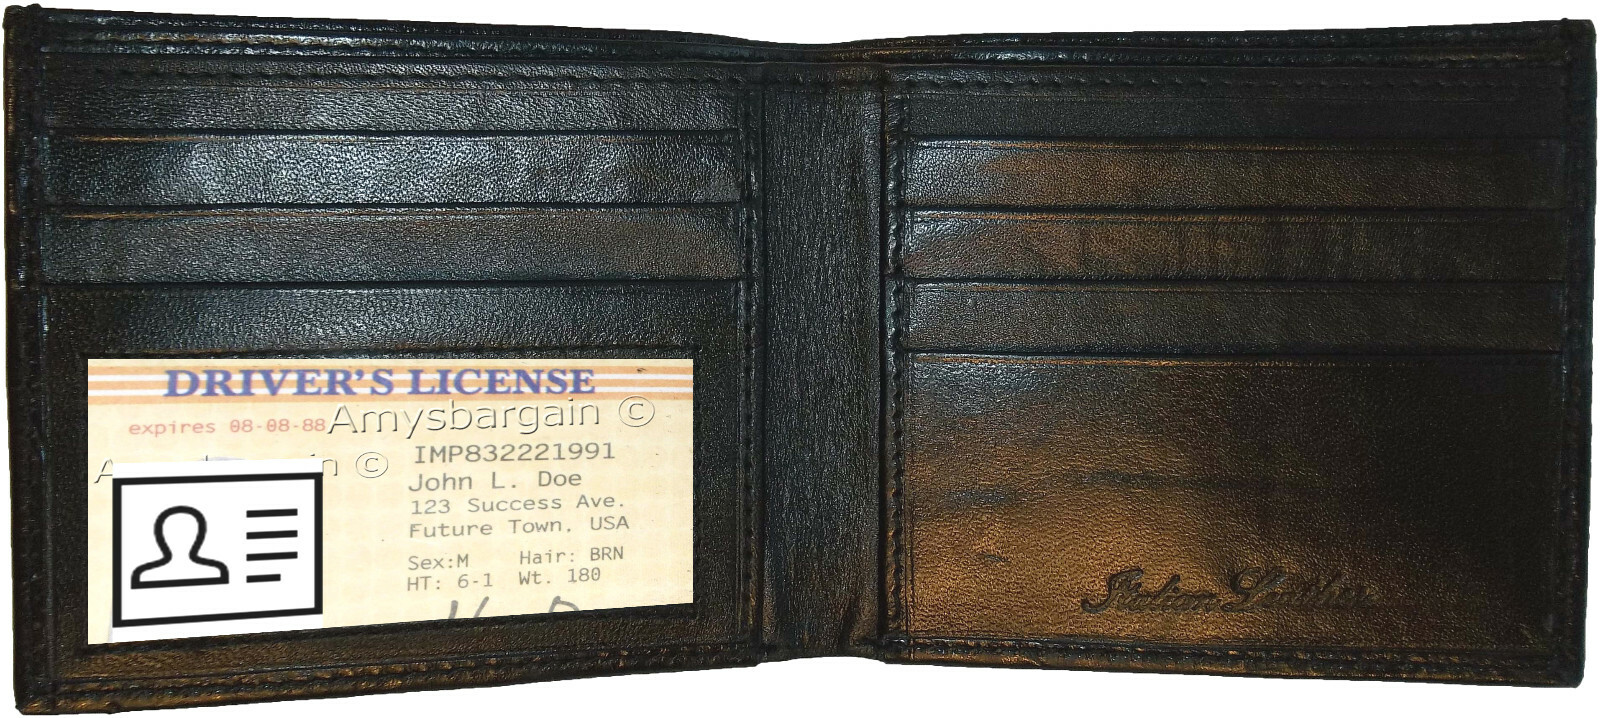 DRIVER'S LICENSE
expires 08-08-88
Amysbargain ©
©
IMP832221991
John L. Doe
123 Success Ave.
Future Town, USA
Sex:M Hair: BRN
HT: 6-1 Wt. 180
Italian Leather